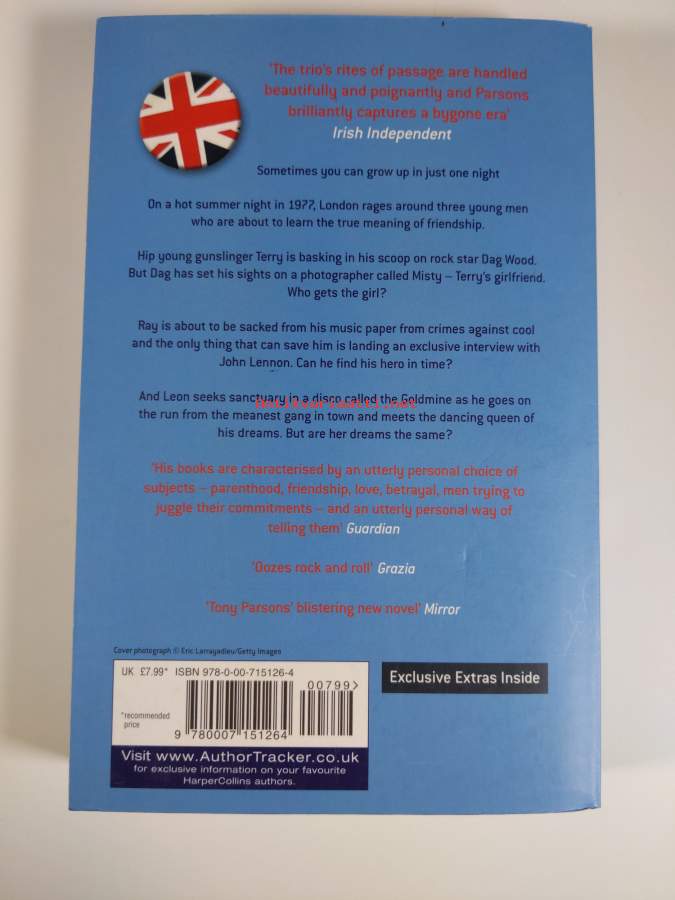 'The trio's rites of passage are handled
beautifully and poignantly and Parsons
brilliantly captures a bygone era'
Irish Independent
Sometimes you can grow up in just one night
On a hot summer night in 1977, London rages around three young men
who are about to learn the true meaning of friendship.
Hip young gunslinger Terry is basking in his scoop on rock star Dag Wood.
But Dag has set his sights on a photographer called Misty – Terry's girlfriend.
Who gets the girl?
Ray is about to be sacked from his music paper from crimes against cool
and the only thing that can save him is landing an exclusive interview with
John Lennon. Can he find his hero in time?
And Leon seeks sanctuary in a disco called the Goldmine as he goes on
Antikvariaatti.net
the run from the meanest gang in town and meets the dancing queen of
his dreams. But are her dreams the same?
'His books are characterised by an utterly personal choice of
subjects – parenthood, friendship, love, betrayal, men trying to
juggle their commitments – and an utterly personal way of
telling them' Guardian
'Oozes rock and roll' Grazia
'Tony Parsons' blistering new novel' Mirror
Cover photograph © Eric Larrayadieu/Getty Images
UK £7.99* ISBN 978-0-00-715126-4
00799>
*recommended
price
9 780007 151264
Exclusive Extras Inside
Visit www.AuthorTracker.co.uk
for exclusive information on your favourite
HarperCollins authors.